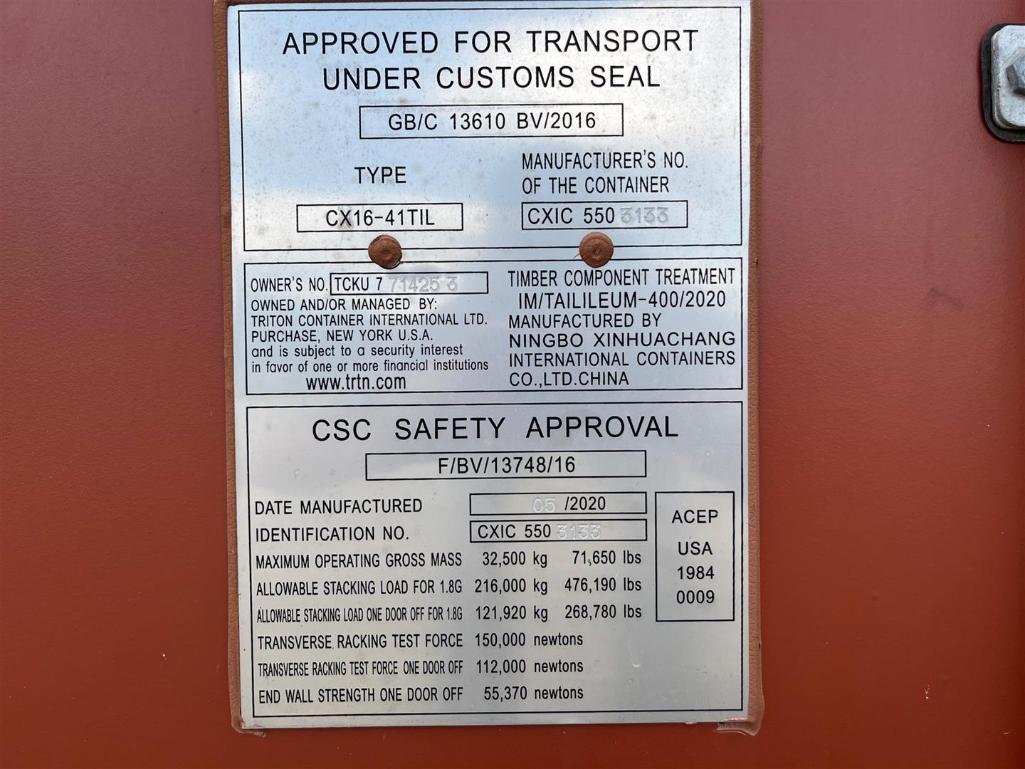 APPROVED FOR TRANSPORT
UNDER CUSTOMS SEAL
GB/C 13610 BV/2016
TYPE
CX16-41TIL
MANUFACTURER'S NO.
OF THE CONTAINER
CXIC 550 3133
OWNER'S NO. TCKU 7 71425 3
OWNED AND/OR MANAGED BY:
TRITON CONTAINER INTERNATIONAL LTD.
PURCHASE, NEW YORK U.S.A.
and is subject to a security interest
in favor of one or more financial institutions
www.trtn.com
TIMBER COMPONENT TREATMENT
IM/TAILILEUM-400/2020
MANUFACTURED BY
NINGBO XINHUACHANG
INTERNATIONAL CONTAINERS
CO.,LTD.CHINA
CSC SAFETY APPROVAL
F/BV/13748/16
DATE MANUFACTURED 05 /2020
IDENTIFICATION NO. CXIC 550 3133
MAXIMUM OPERATING GROSS MASS 32,500 kg 71,650 lbs
ALLOWABLE STACKING LOAD FOR 1.8G 216,000 kg 476,190 lbs
ALLOWABLE STACKING LOAD ONE DOOR OFF FOR 1.8G 121,920 kg 268,780 lbs
TRANSVERSE RACKING TEST FORCE 150,000 newtons
TRANSVERSE RACKING TEST FORCE ONE DOOR OFF 112,000 newtons
END WALL STRENGTH ONE DOOR OFF 55,370 newtons
ACEP
USA
1984
0009